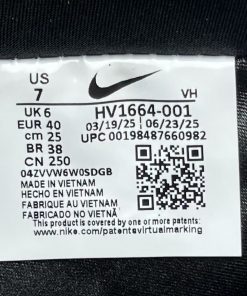 US
7
VH
UK 6
EUR 40
cm 25
BR 38
CN 250
HV1664-001
03/19/25 06/23/25
UPC 00198487660982
04ZVVW6W0SDGB
MADE IN VIETNAM
HECHO EN VIETNAM
FABRIQUE AU VIETNAM
FABRICADO NO VIETNÃ
This product is covered by one or more patents:
www.nike.com/patentsvirtualmarking